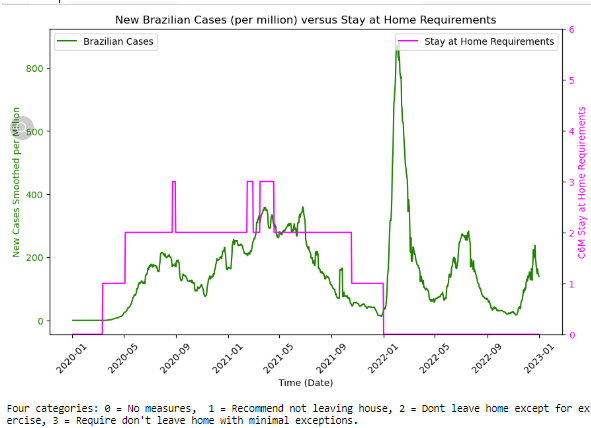 New Brazilian Cases (per million) versus Stay at Home Requirements
Brazilian Cases
Stay at Home Requirements
New Cases Smoothed per Million
800
600
400
200
0
C6M Stay at Home Requirements
6
5
4
3
2
1
0
2020-01
2020-05
2020-09
2021-01
2021-05
2021-09
2022-01
2022-05
2022-09
2023-01
Time (Date)
Four categories: 0 = No measures,  1 = Recommend not leaving house, 2 = Dont leave home except for ex
ercise, 3 = Require don't leave home with minimal exceptions.